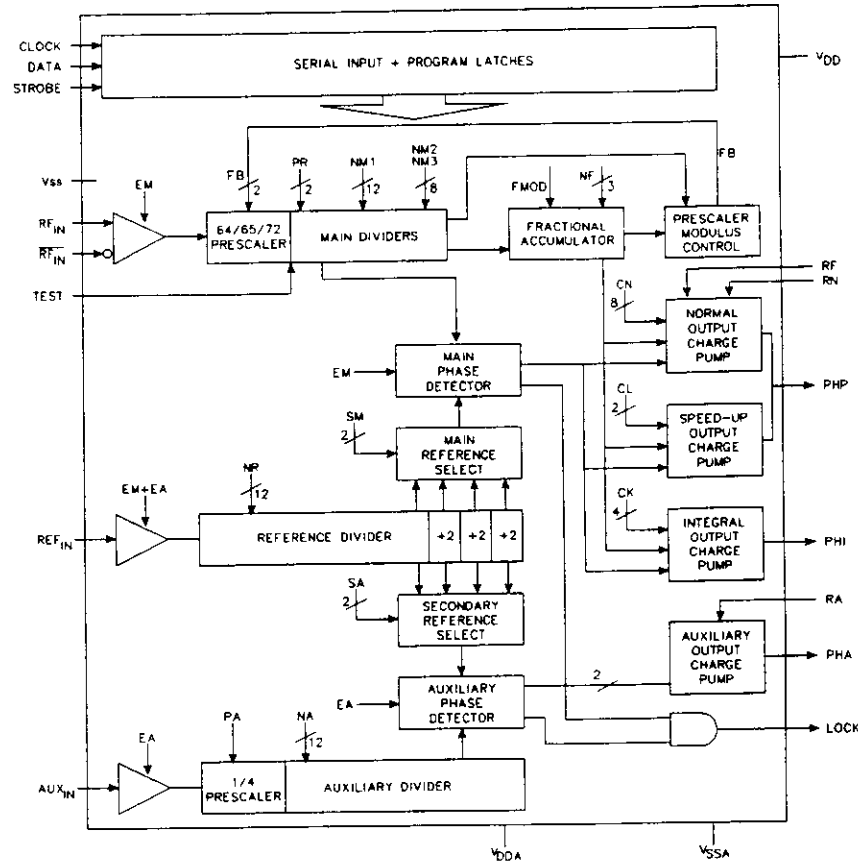 CLOCK
DATA
STROBE
SERIAL INPUT + PROGRAM LATCHES
VDD
Vss
EM
FB
2
PR
2
NM1
12
NM2
NM3
8
FMOD
NF
3
FB
RFIN
RFIN
64/65/72
PRESCALER
MAIN DIVIDERS
FRACTIONAL
ACCUMULATOR
PRESCALER
MODULUS
CONTROL
TEST
RF
RN
CN
8
NORMAL
OUTPUT
CHARGE
PUMP
EM
MAIN
PHASE
DETECTOR
PHP
CL
2
SPEED-UP
OUTPUT
CHARGE
PUMP
SM
2
MAIN
REFERENCE
SELECT
EM+EA
NR
12
CK
4
REFIN
REFERENCE DIVIDER
÷2
÷2
÷2
INTEGRAL
OUTPUT
CHARGE
PUMP
PHI
SA
2
SECONDARY
REFERENCE
SELECT
RA
AUXILIARY
OUTPUT
CHARGE
PUMP
PHA
2
EA
AUXILIARY
PHASE
DETECTOR
LOCK
EA
PA
NA
12
AUXIN
1/4
PRESCALER
AUXILIARY DIVIDER
VDDA
VSSA